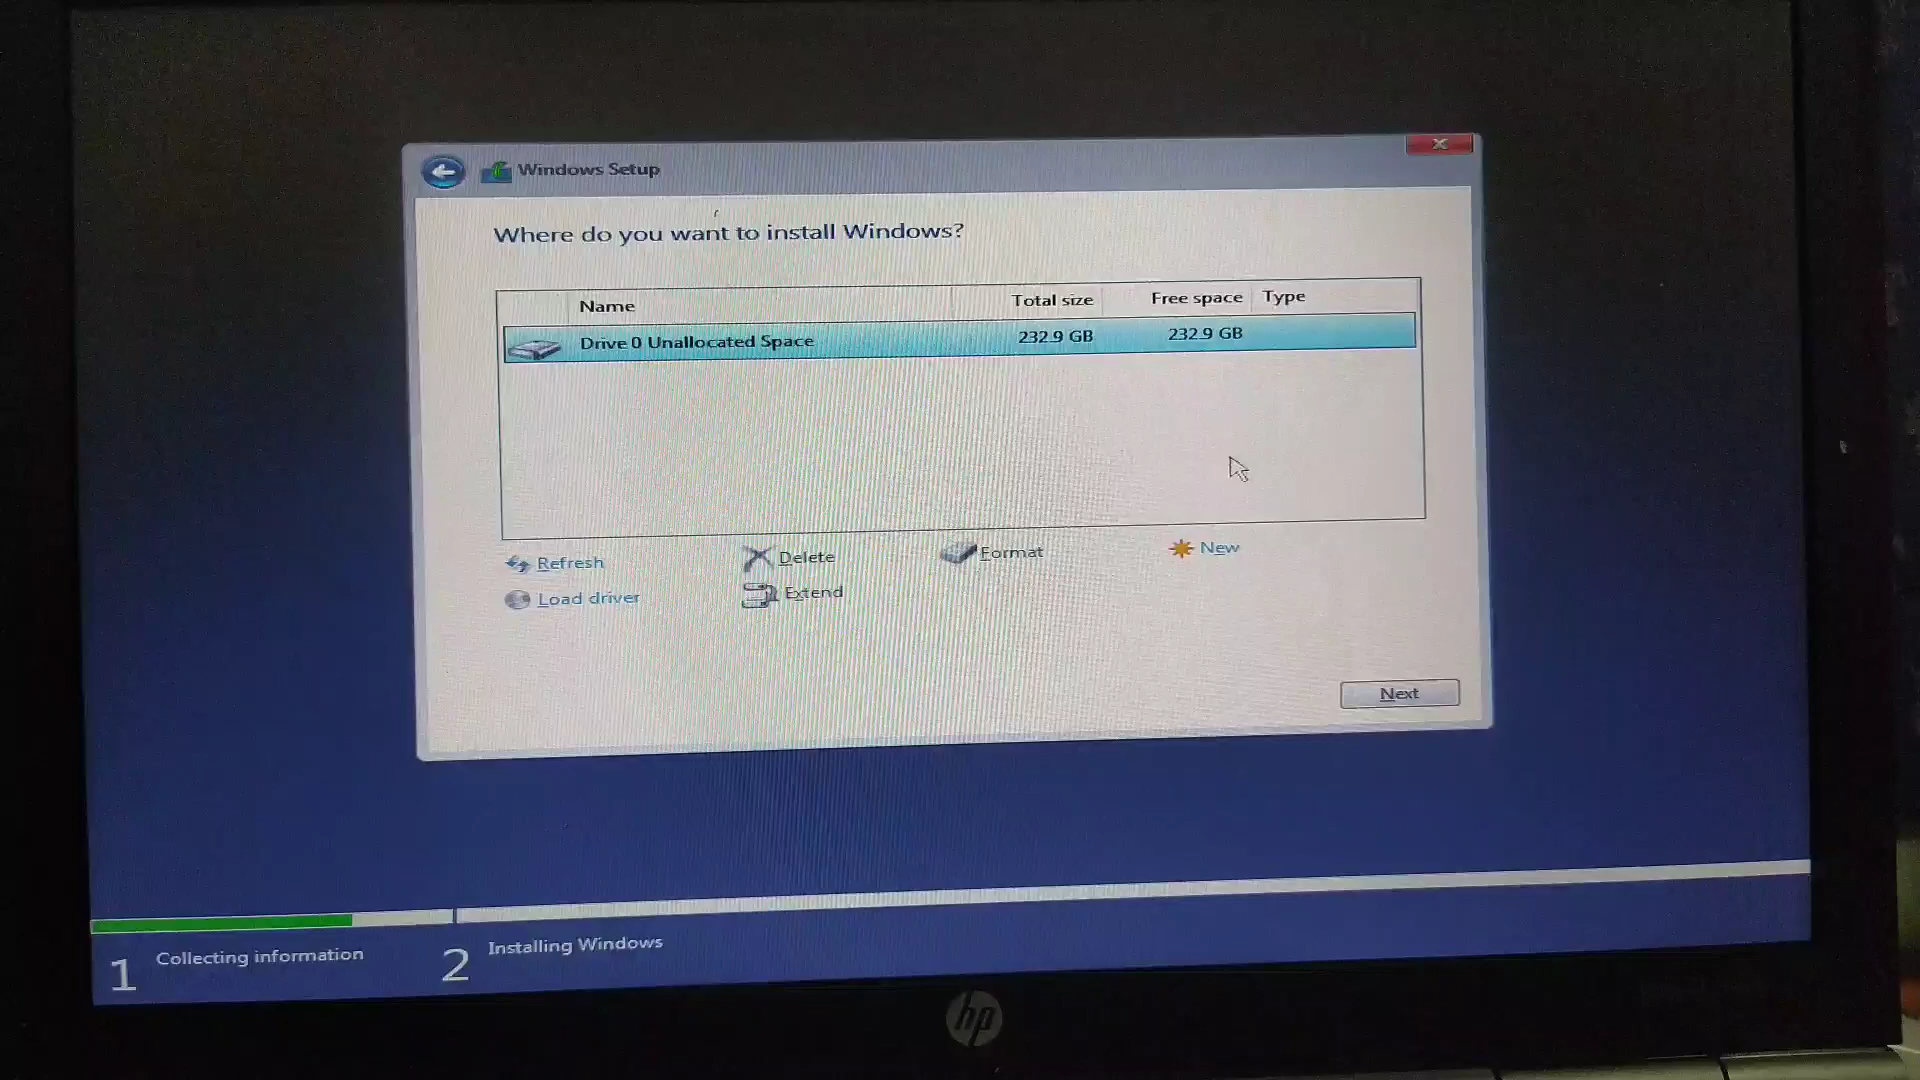 Windows Setup
Where do you want to install Windows?
Name Total size Free space Type
Drive 0 Unallocated Space 232.9 GB 232.9 GB
Refresh Delete Format New
Load driver Extend
Next
1 Collecting information 2 Installing Windows
hp